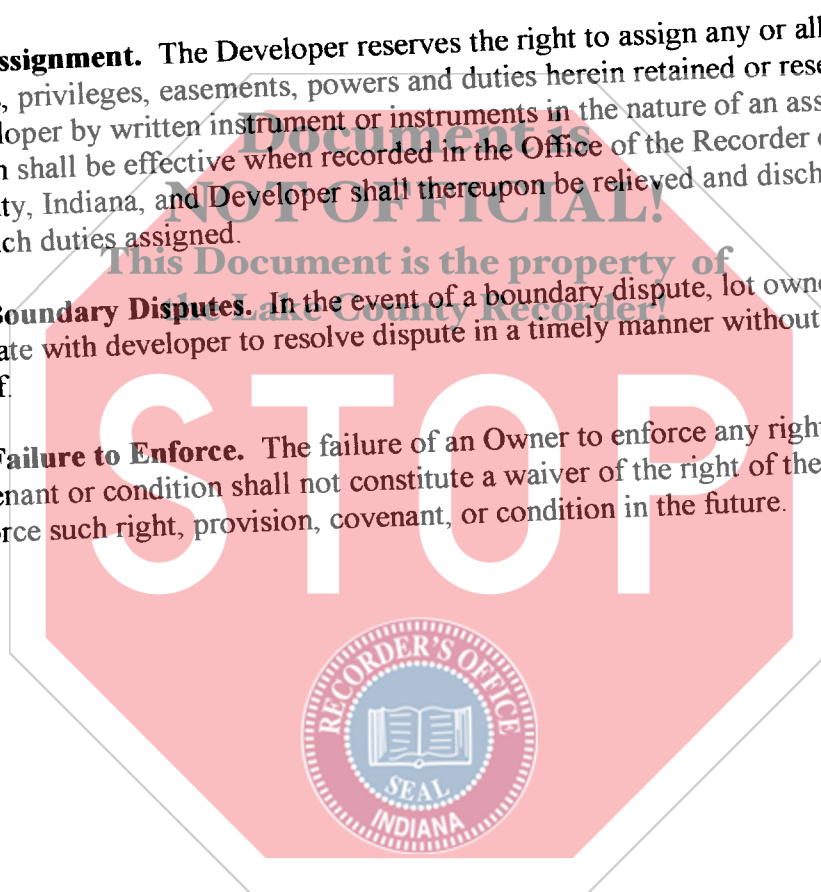 ssignment. The Developer reserves the right to assign any or all
, privileges, easements, powers and duties herein retained or rese
loper by written instrument or instruments in the nature of an ass
n shall be effective when recorded in the Office of the Recorder
ty, Indiana, and Developer shall thereupon be relieved and disch
ch duties assigned.
oundary Disputes. In the event of a boundary dispute, lot owne
ate with developer to resolve dispute in a timely manner without
f.
Failure to Enforce. The failure of an Owner to enforce any right
enant or condition shall not constitute a waiver of the right of the
rce such right, provision, covenant, or condition in the future.
Document is
NOT OFFICIAL!
This Document is the property of
the Lake County Recorder!
STOP
RECORDER'S OFFICE
SEAL
INDIANA